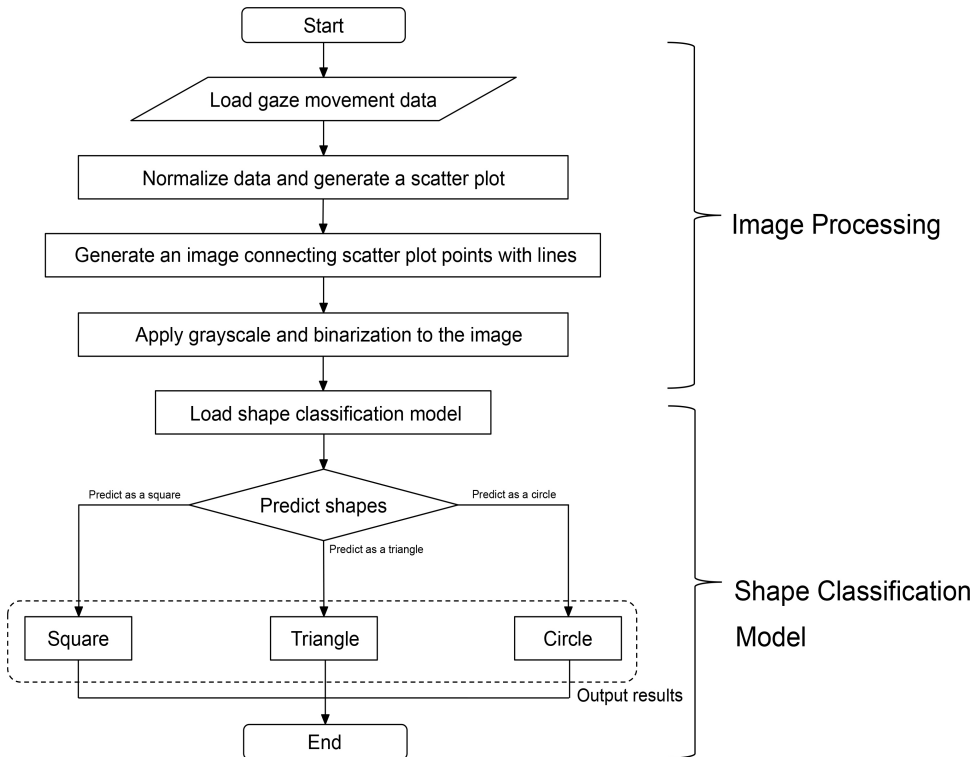 Start
Load gaze movement data
Normalize data and generate a scatter plot
Image Processing
Generate an image connecting scatter plot points with lines
Apply grayscale and binarization to the image
Load shape classification model
Predict as a square
Predict shapes
Predict as a circle
Predict as a triangle
Shape Classification
Model
Square
Triangle
Circle
Output results
End